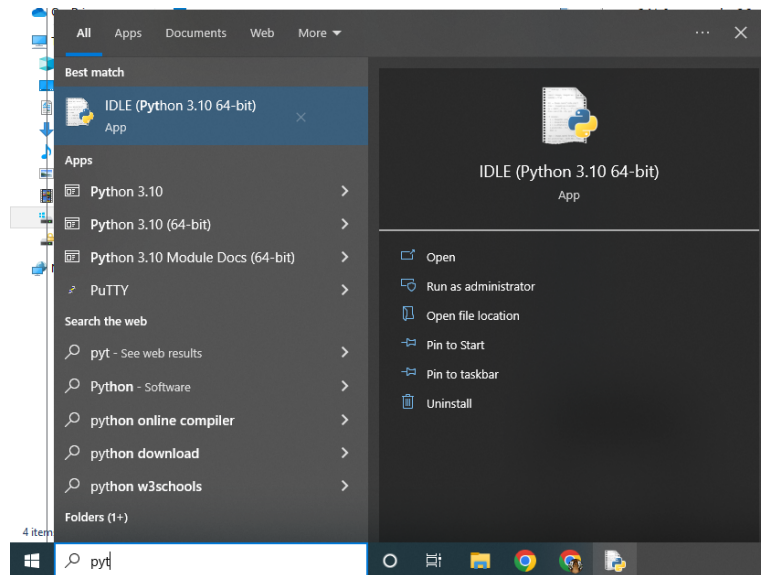 All Apps Documents Web More
Best match
IDLE (Python 3.10 64-bit)
App
Apps
Python 3.10
Python 3.10 (64-bit)
Python 3.10 Module Docs (64-bit)
PuTTY
Search the web
pyt - See web results
Python - Software
python online compiler
python download
python w3schools
Folders (1+)
IDLE (Python 3.10 64-bit)
App
Open
Run as administrator
Open file location
Pin to Start
Pin to taskbar
Uninstall
4 item
pyt